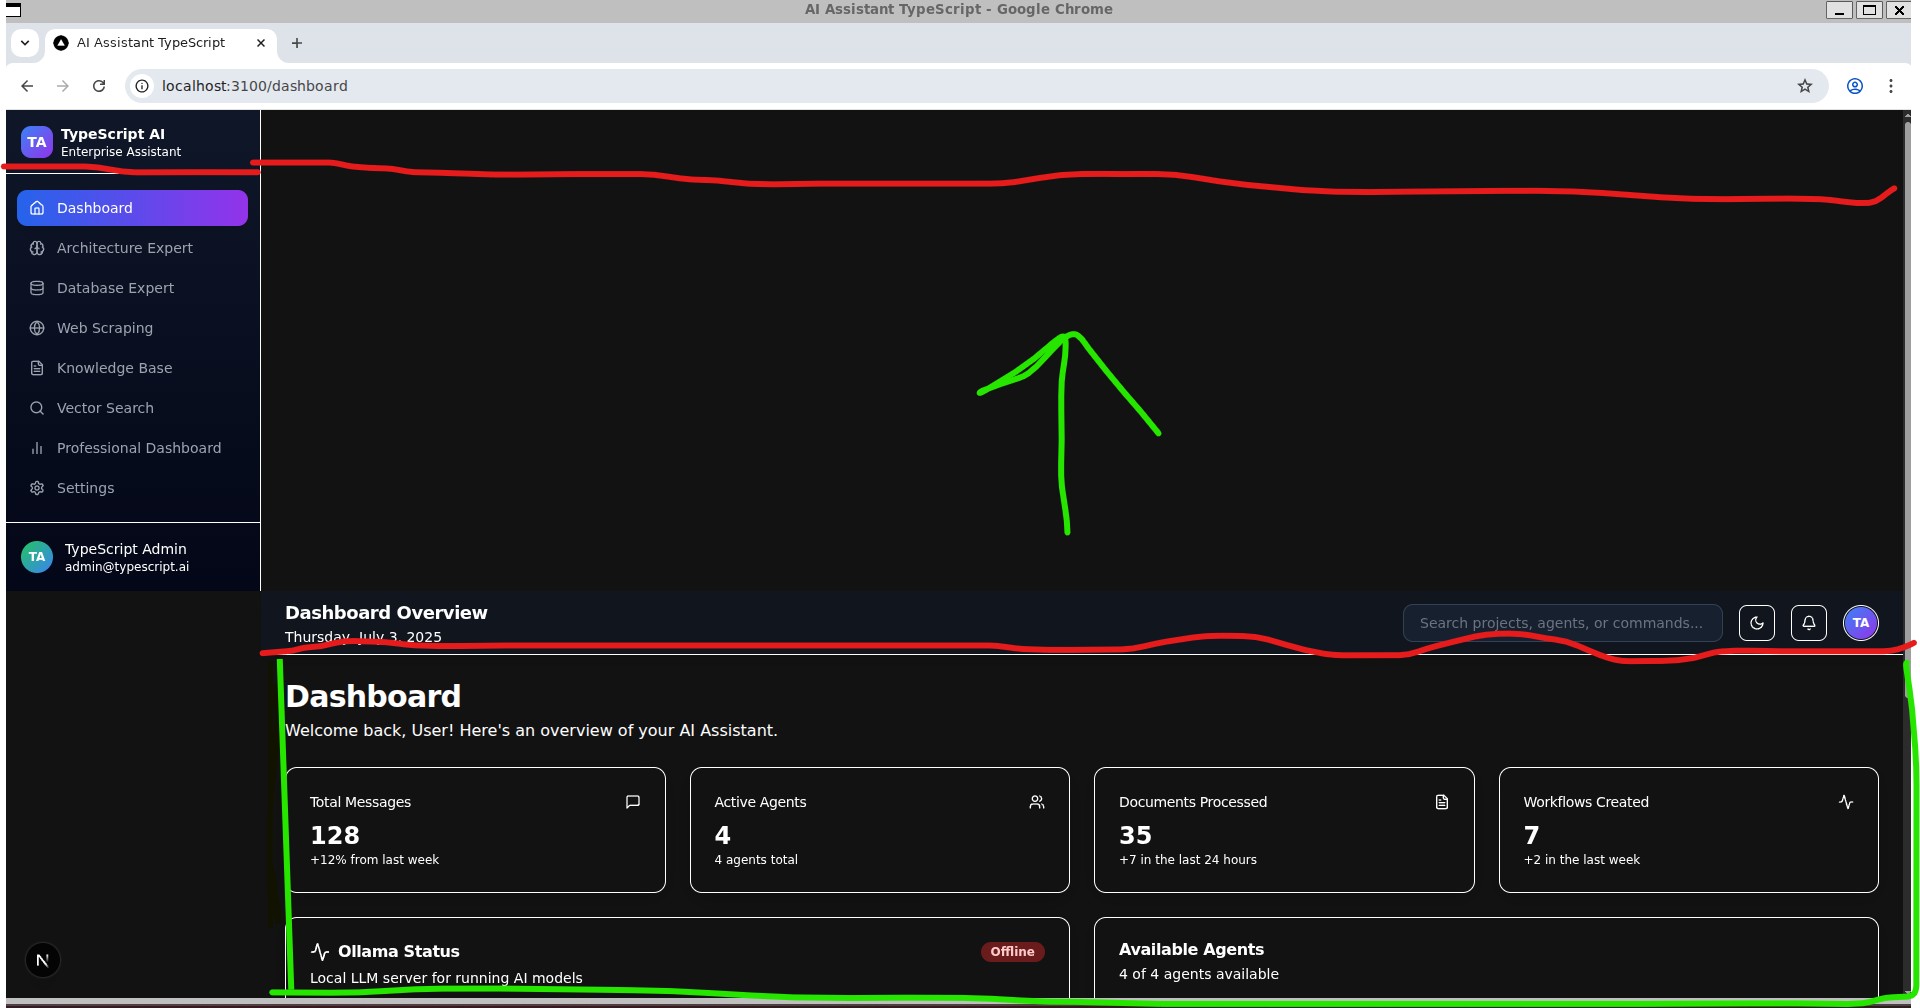 AI Assistant TypeScript - Google Chrome
AI Assistant TypeScript
localhost:3100/dashboard
TA
TypeScript AI
Enterprise Assistant
Dashboard
Architecture Expert
Database Expert
Web Scraping
Knowledge Base
Vector Search
Professional Dashboard
Settings
TA
TypeScript Admin
admin@typescript.ai
Dashboard Overview
Thursday, July 3, 2025
Search projects, agents, or commands...
TA
Dashboard
Welcome back, User! Here's an overview of your AI Assistant.
Total Messages
128
+12% from last week
Active Agents
4
4 agents total
Documents Processed
35
+7 in the last 24 hours
Workflows Created
7
+2 in the last week
Ollama Status
Offline
Local LLM server for running AI models
Available Agents
4 of 4 agents available
N